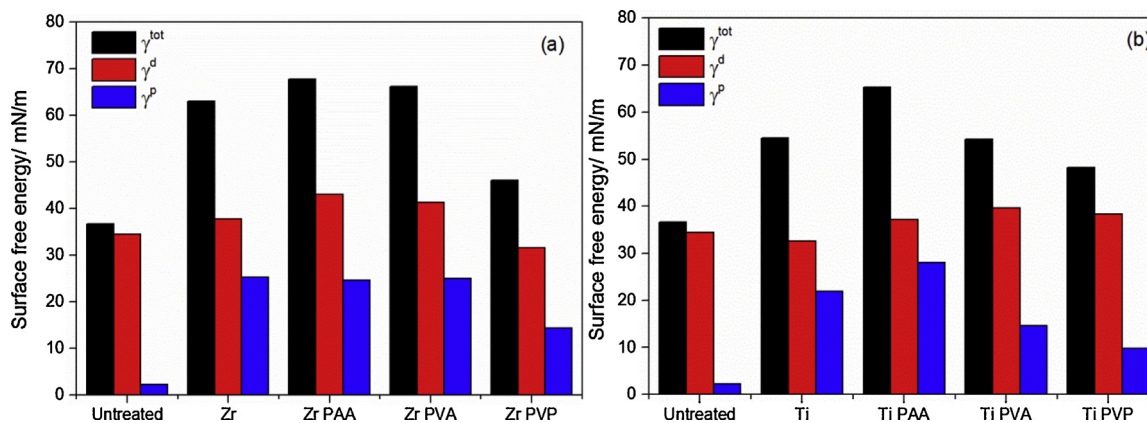 80
70
60
50
40
30
20
10
0
Surface free energy/ mN/m
γtot
γd
γp
(a)
Untreated Zr Zr PAA Zr PVA Zr PVP
80
70
60
50
40
30
20
10
0
Surface free energy/ mN/m
γtot
γd
γp
(b)
Untreated Ti Ti PAA Ti PVA Ti PVP